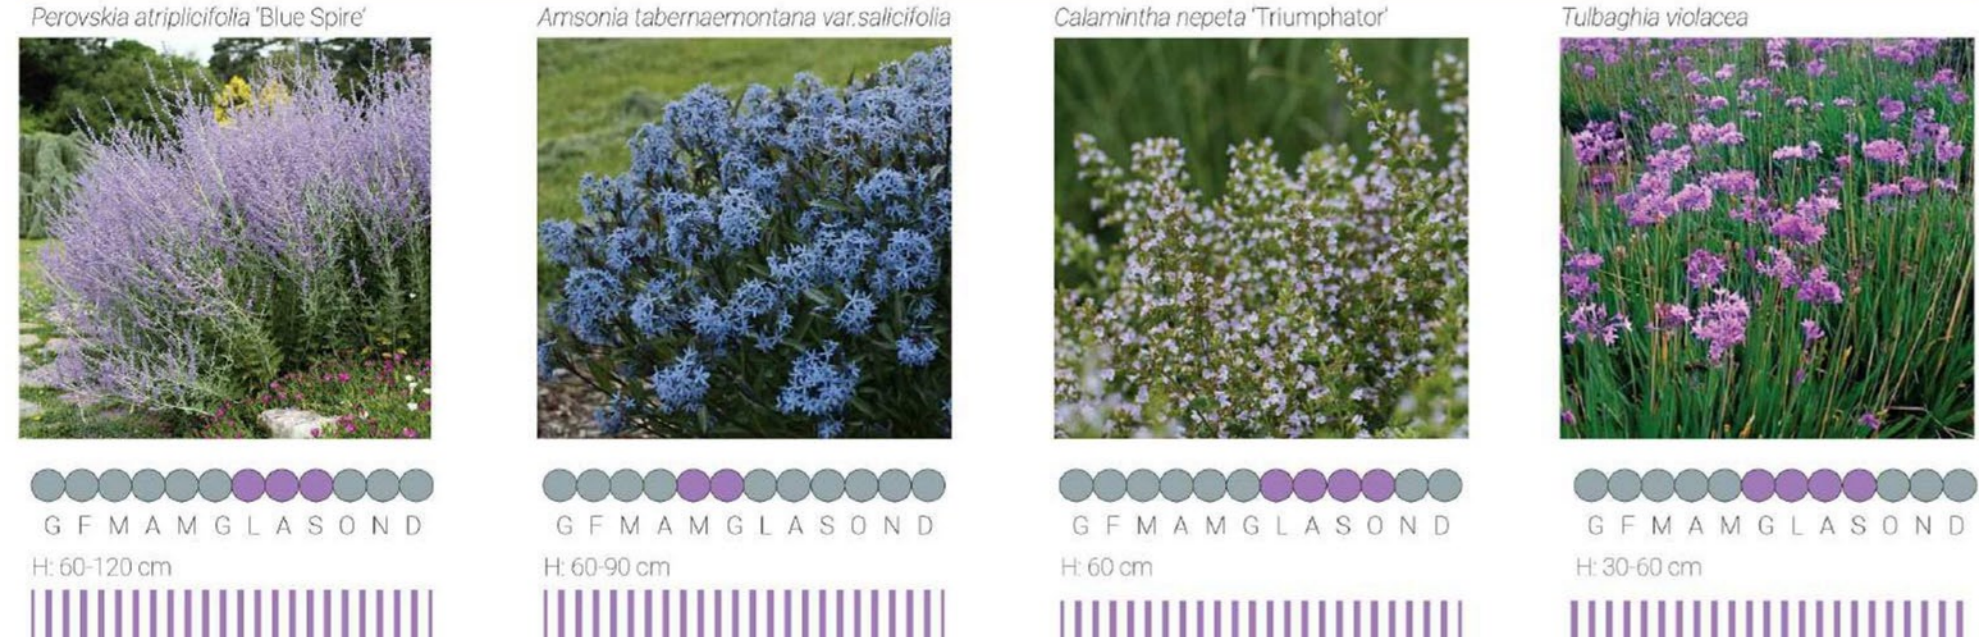 Perovskia atriplicifolia 'Blue Spire'
Amsonia tabernaemontana var.salicifolia
Calamintha nepeta 'Triumphator'
Tulbaghia violacea
G F M A M G L A S O N D
G F M A M G L A S O N D
G F M A M G L A S O N D
G F M A M G L A S O N D
H: 60-120 cm
H: 60-90 cm
H: 60 cm
H: 30-60 cm